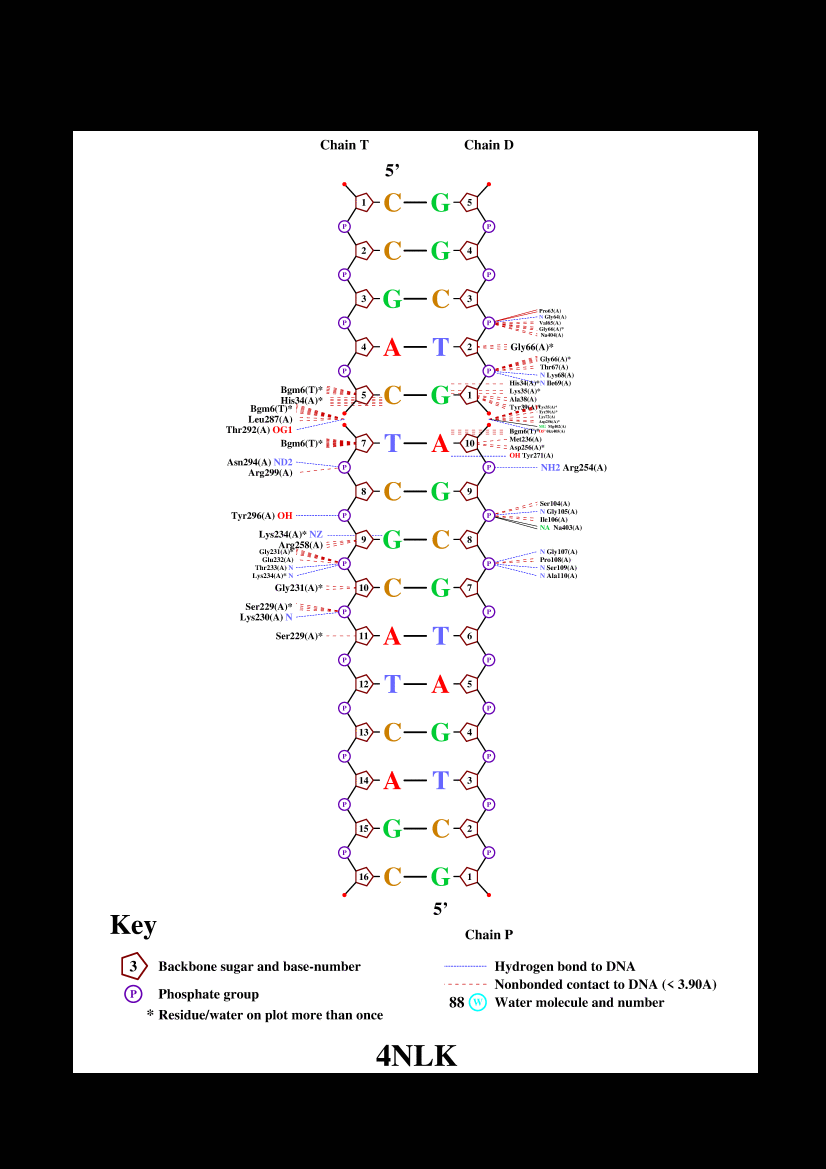 Chain T Chain D
5’
1 C G 5
P P
2 C G 4
P P
3 G C 3
Pro63(A)
N Gly64(A)
Val65(A)
P P
Gly66(A)*
Na404(A)
4 A T 2 Gly66(A)*
Gly66(A)*
Thr67(A)
P P
N Lys68(A)
His34(A)* N Ile69(A)
Bgm6(T)* Lys35(A)*
5 C G 1
His34(A)* Ala38(A)
Bgm6(T)* Tyr39(A)*
Leu287(A)
Thr292(A) OG1 Bgm6(T)*
Met236(A)
Bgm6(T)* 7 T A 10
Asp256(A)*
OH Tyr271(A)
Asn294(A) ND2 P P NH2 Arg254(A)
Arg299(A)
8 C G 9
Ser104(A)
N Gly105(A)
Tyr296(A) OH P P
Ile106(A)
NA Na403(A)
Lys234(A)* NZ
Arg258(A) 9 G C 8
Gly231(A)* N Gly107(A)
Glu232(A) Pro108(A)
P P
Thr233(A) N N Ser109(A)
Lys234(A)* N N Ala110(A)
Gly231(A)* 10 C G 7
Ser229(A)*
P P
Lys230(A) N
Ser229(A)* 11 A T 6
P P
12 T A 5
P P
13 C G 4
P P
14 A T 3
P P
15 G C 2
P P
16 C G 1
5’
Key
Chain P
3 Backbone sugar and base-number
P Phosphate group
* Residue/water on plot more than once
Hydrogen bond to DNA
Nonbonded contact to DNA (< 3.90A)
88 W Water molecule and number
4NLK